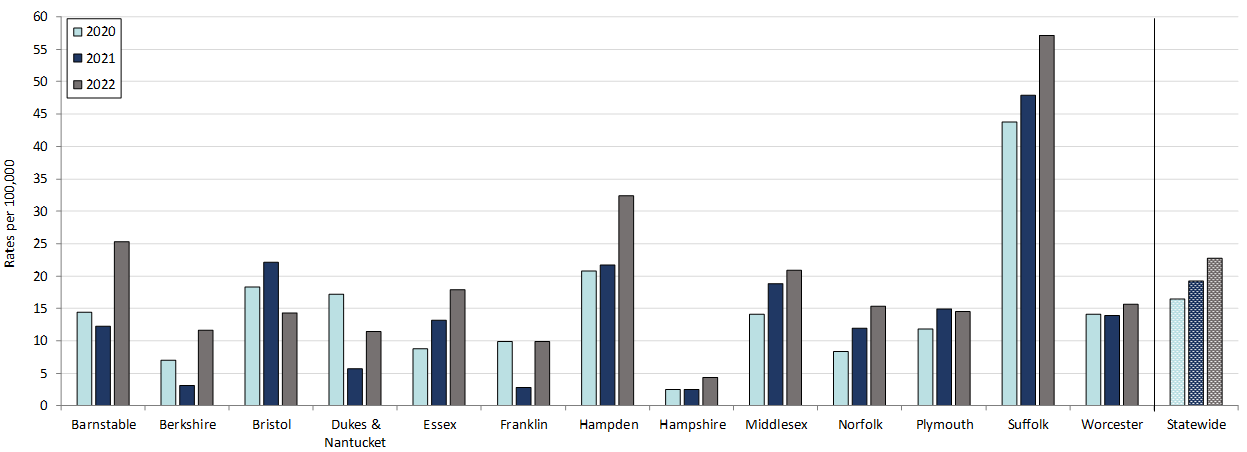 60
55
50
45
40
35
30
25
20
15
10
5
0
Rates per 100,000
2020
2021
2022
Barnstable
Berkshire
Bristol
Dukes &
Nantucket
Essex
Franklin
Hampden
Hampshire
Middlesex
Norfolk
Plymouth
Suffolk
Worcester
Statewide